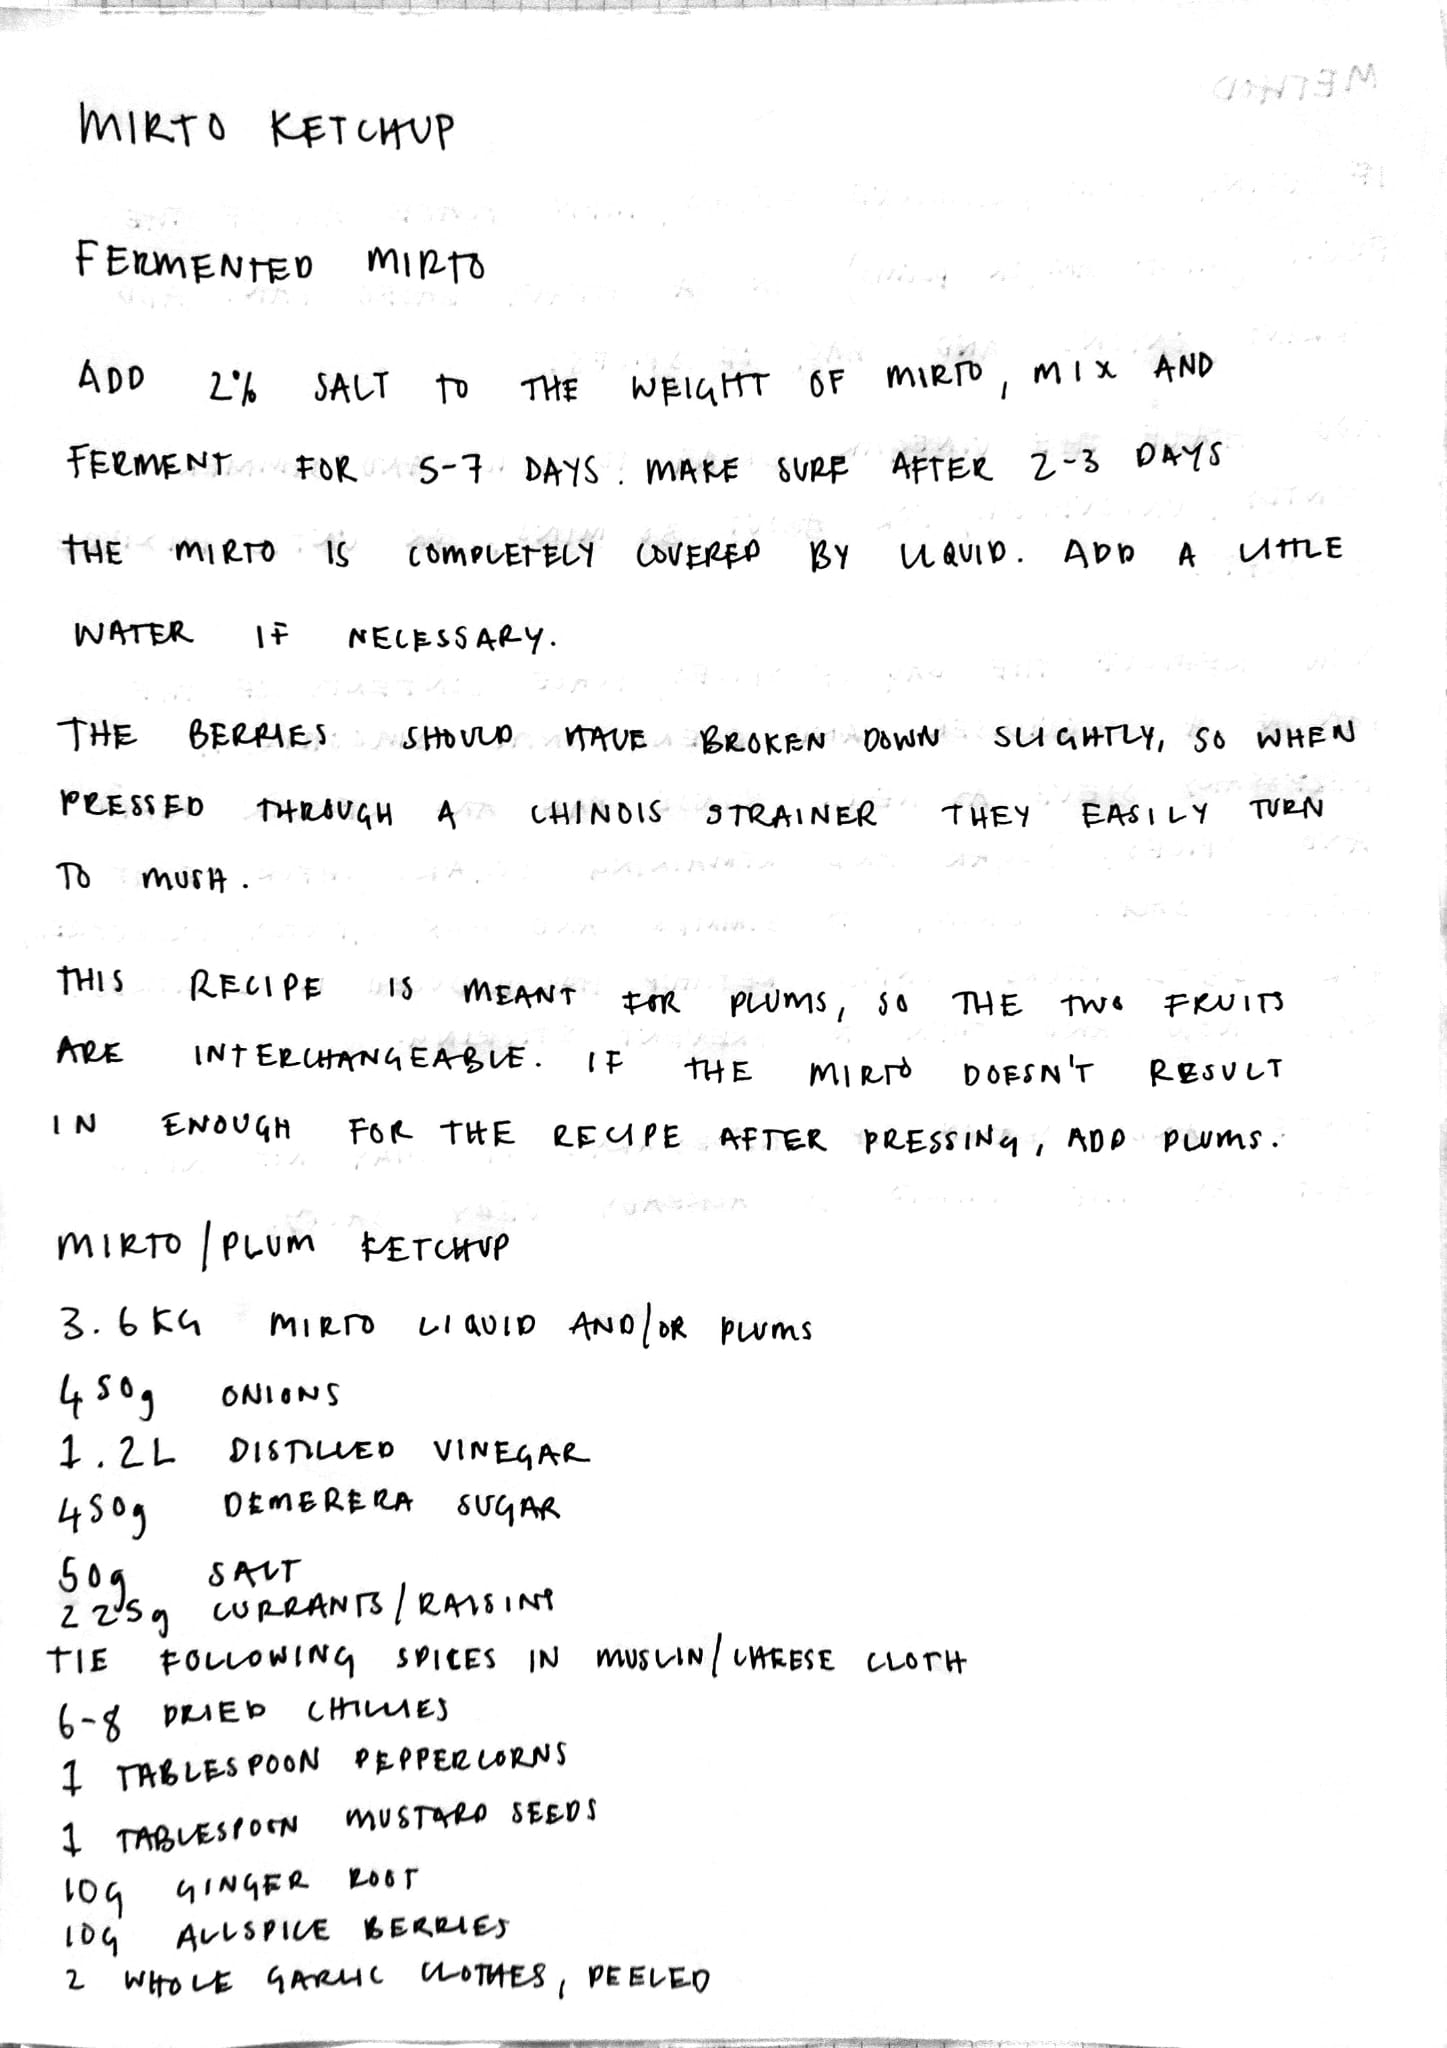 MIRTO KETCHUP
FERMENTED MIRTO
ADD 2% SALT TO THE WEIGHT OF MIRTO, MIX AND
FERMENT FOR 5-7 DAYS. MAKE SURE AFTER 2-3 DAYS
THE MIRTO IS COMPLETELY COVERED BY LIQUID. ADD A LITTLE
WATER IF NECESSARY.
THE BERRIES SHOULD HAVE BROKEN DOWN SLIGHTLY, SO WHEN
PRESSED THROUGH A CHINOIS STRAINER THEY EASILY TURN
TO MUSH.
THIS RECIPE IS MEANT FOR PLUMS, SO THE TWO FRUITS
ARE INTERCHANGEABLE. IF THE MIRTO DOESN'T RESULT
IN ENOUGH FOR THE RECIPE AFTER PRESSING, ADD PLUMS.
MIRTO/PLUM KETCHUP
3.6KG MIRTO LIQUID AND/OR PLUMS
450g ONIONS
1.2L DISTILLED VINEGAR
450g DEMERERA SUGAR
50g SALT
225g CURRANTS/RAISINS
TIE FOLLOWING SPICES IN MUSLIN/CHEESE CLOTH
6-8 DRIED CHILLIES
1 TABLESPOON PEPPERCORNS
1 TABLESPOON MUSTARD SEEDS
10G GINGER ROOT
10G ALLSPICE BERRIES
2 WHOLE GARLIC CLOTHES, PEELED